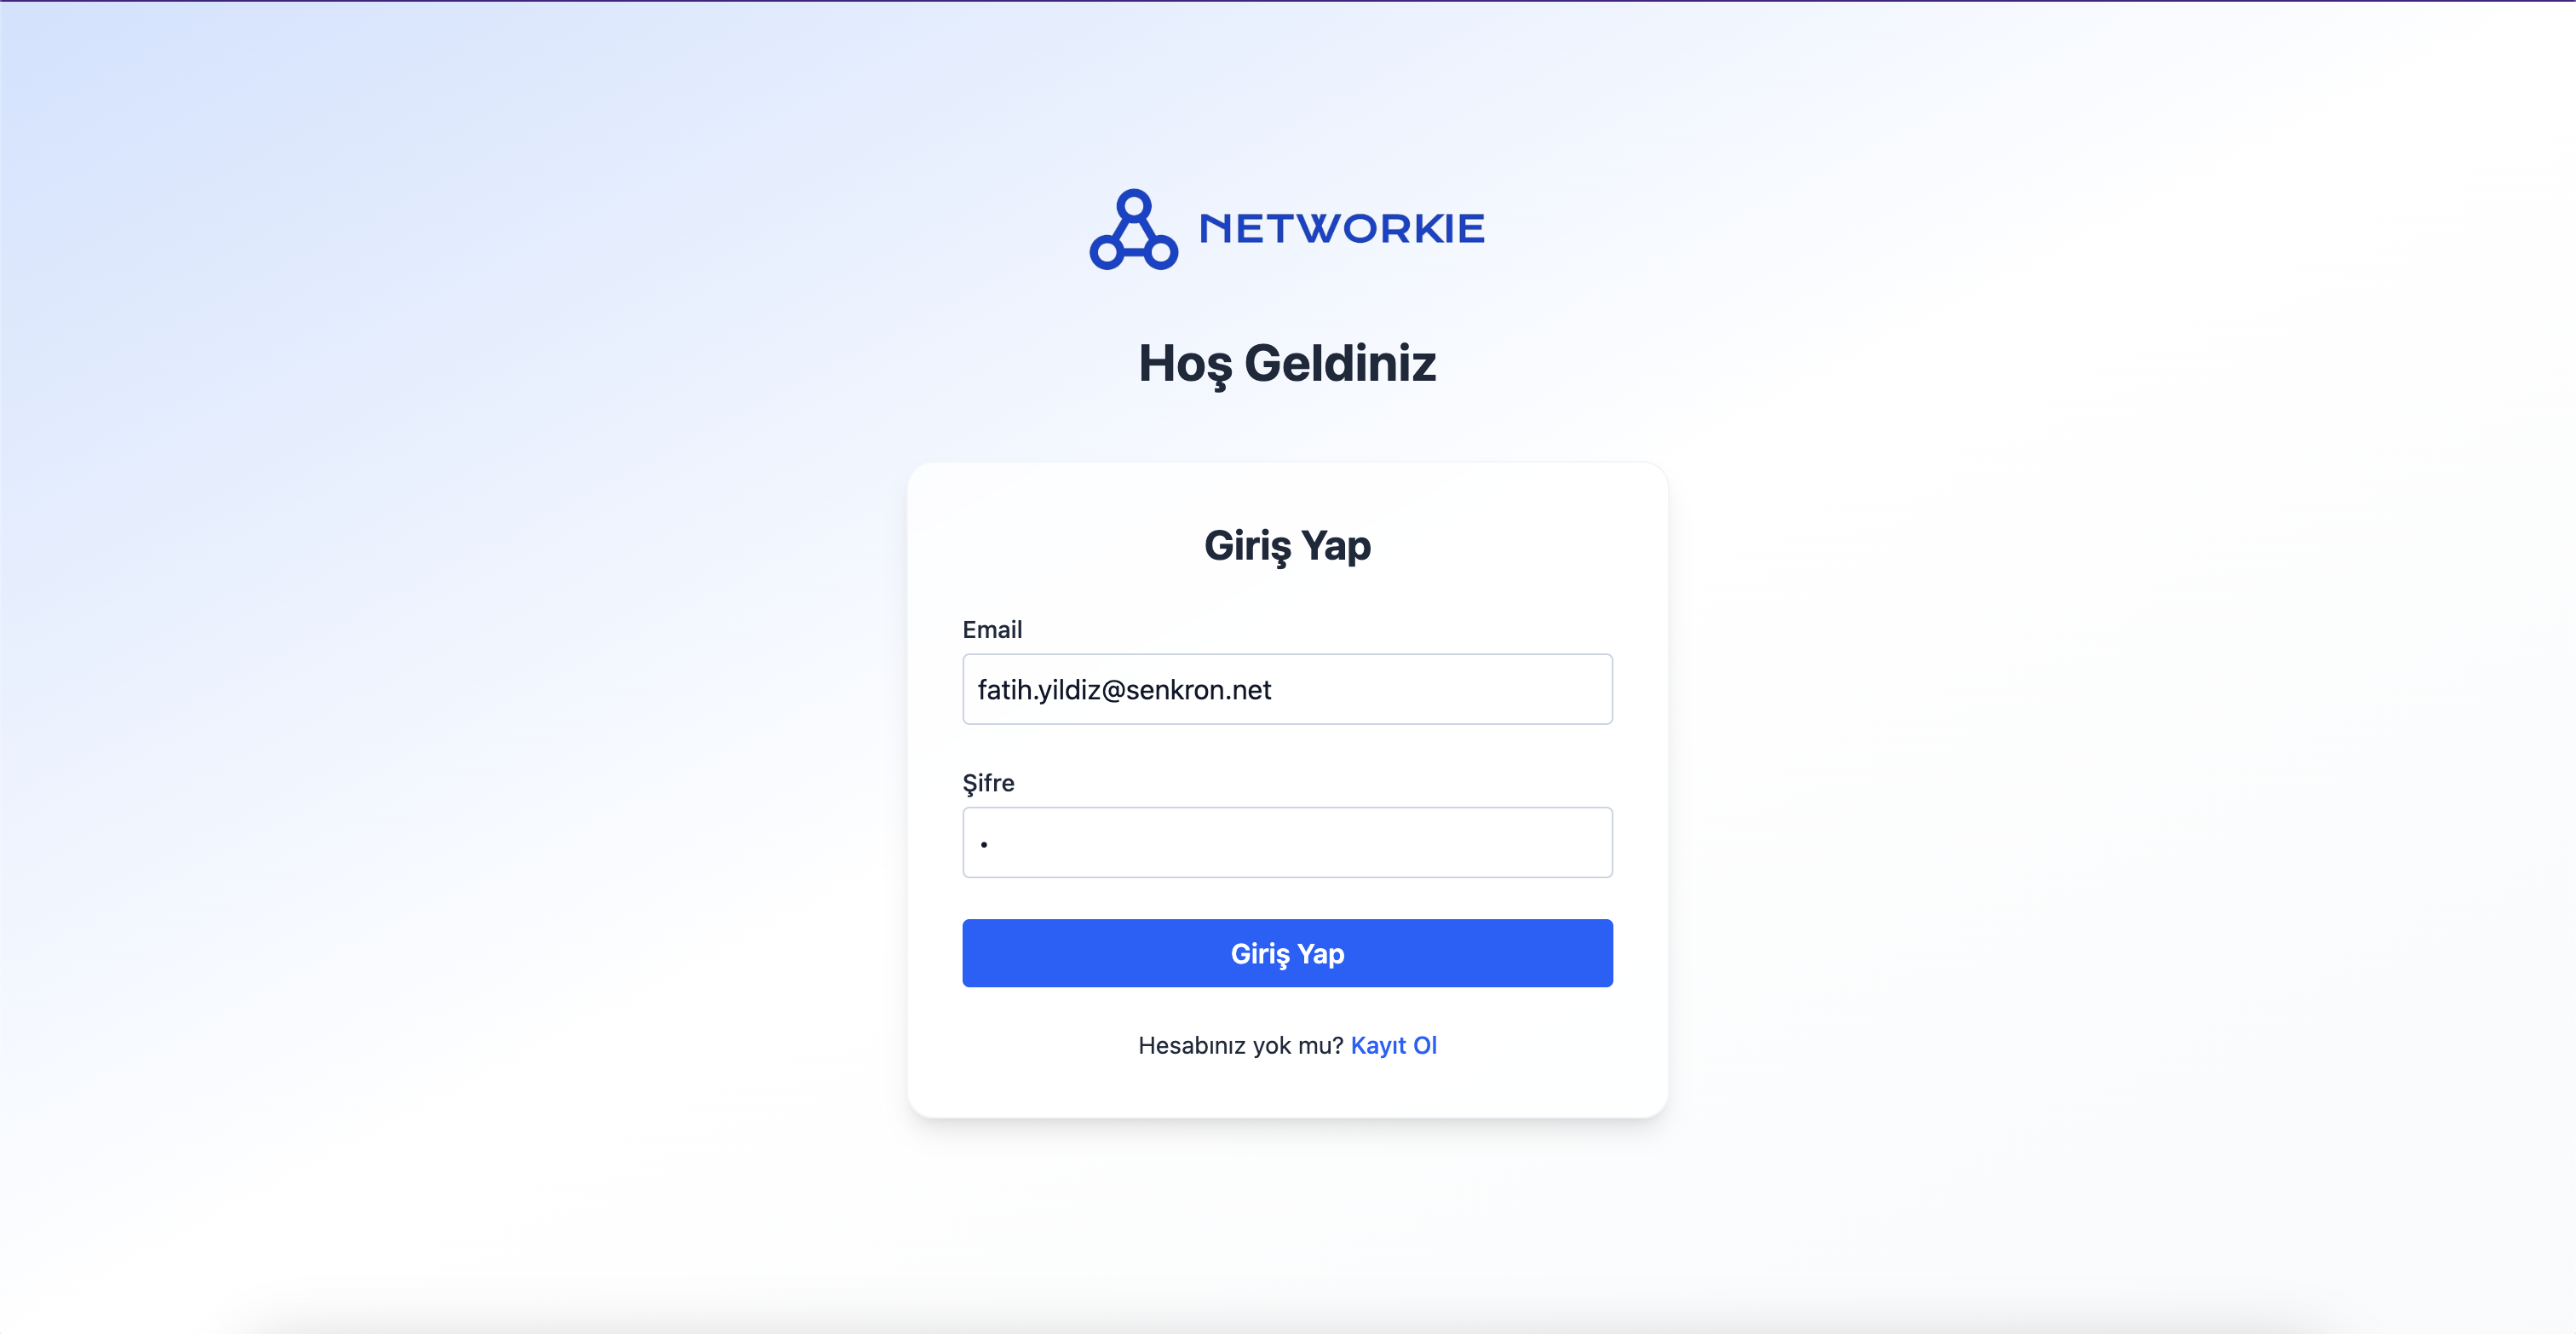 NETWORKIE
Hoş Geldiniz
Giriş Yap
Email
fatih.yildiz@senkron.net
Şifre
•
Giriş Yap
Hesabınız yok mu? Kayıt Ol